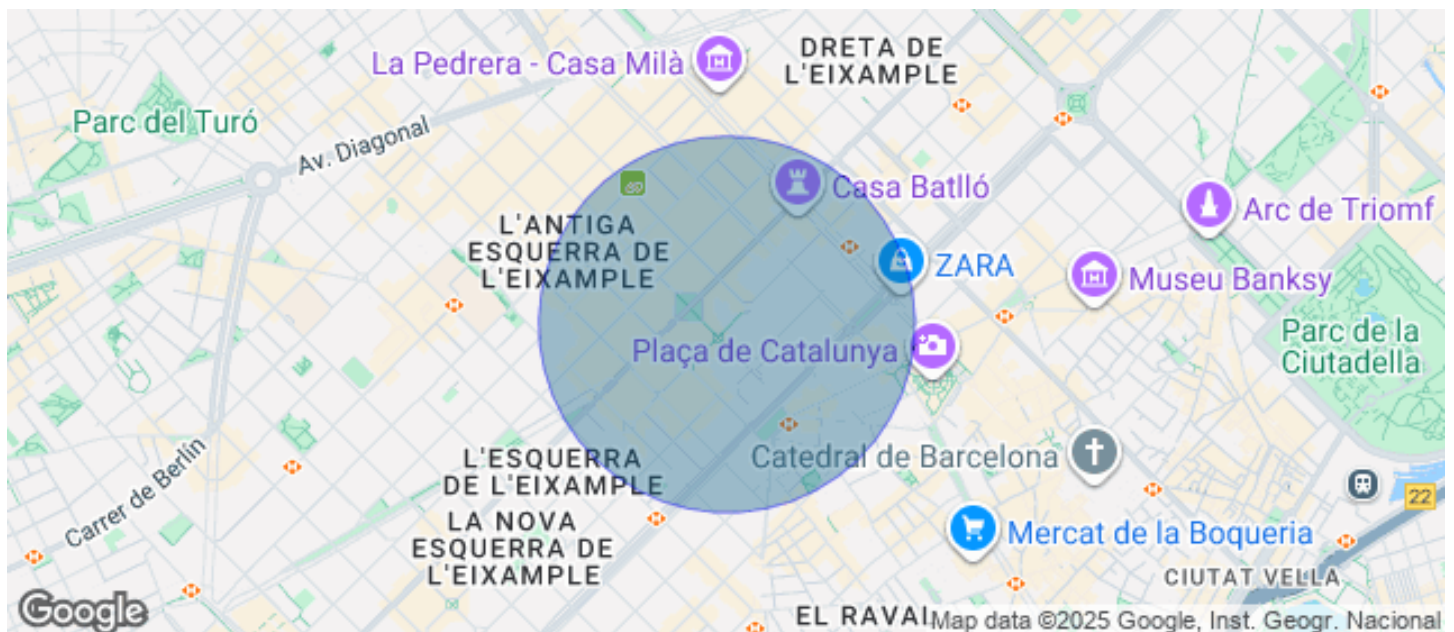 La Pedrera - Casa Milà
DRETA DE
L'EIXAMPLE
Parc del Turó
Av. Diagonal
Casa Batlló
L'ANTIGA
ESQUERRA DE
L'EIXAMPLE
Arc de Triomf
ZARA
Museu Banksy
Plaça de Catalunya
Parc de la
Ciutadella
L'ESQUERRA
DE L'EIXAMPLE
Catedral de Barcelona
Carrer de Berlín
22
LA NOVA
ESQUERRA DE
L'EIXAMPLE
Mercat de la Boqueria
CIUTAT VELLA
Google
EL RAVAL
Map data ©2025 Google, Inst. Geogr. Nacional